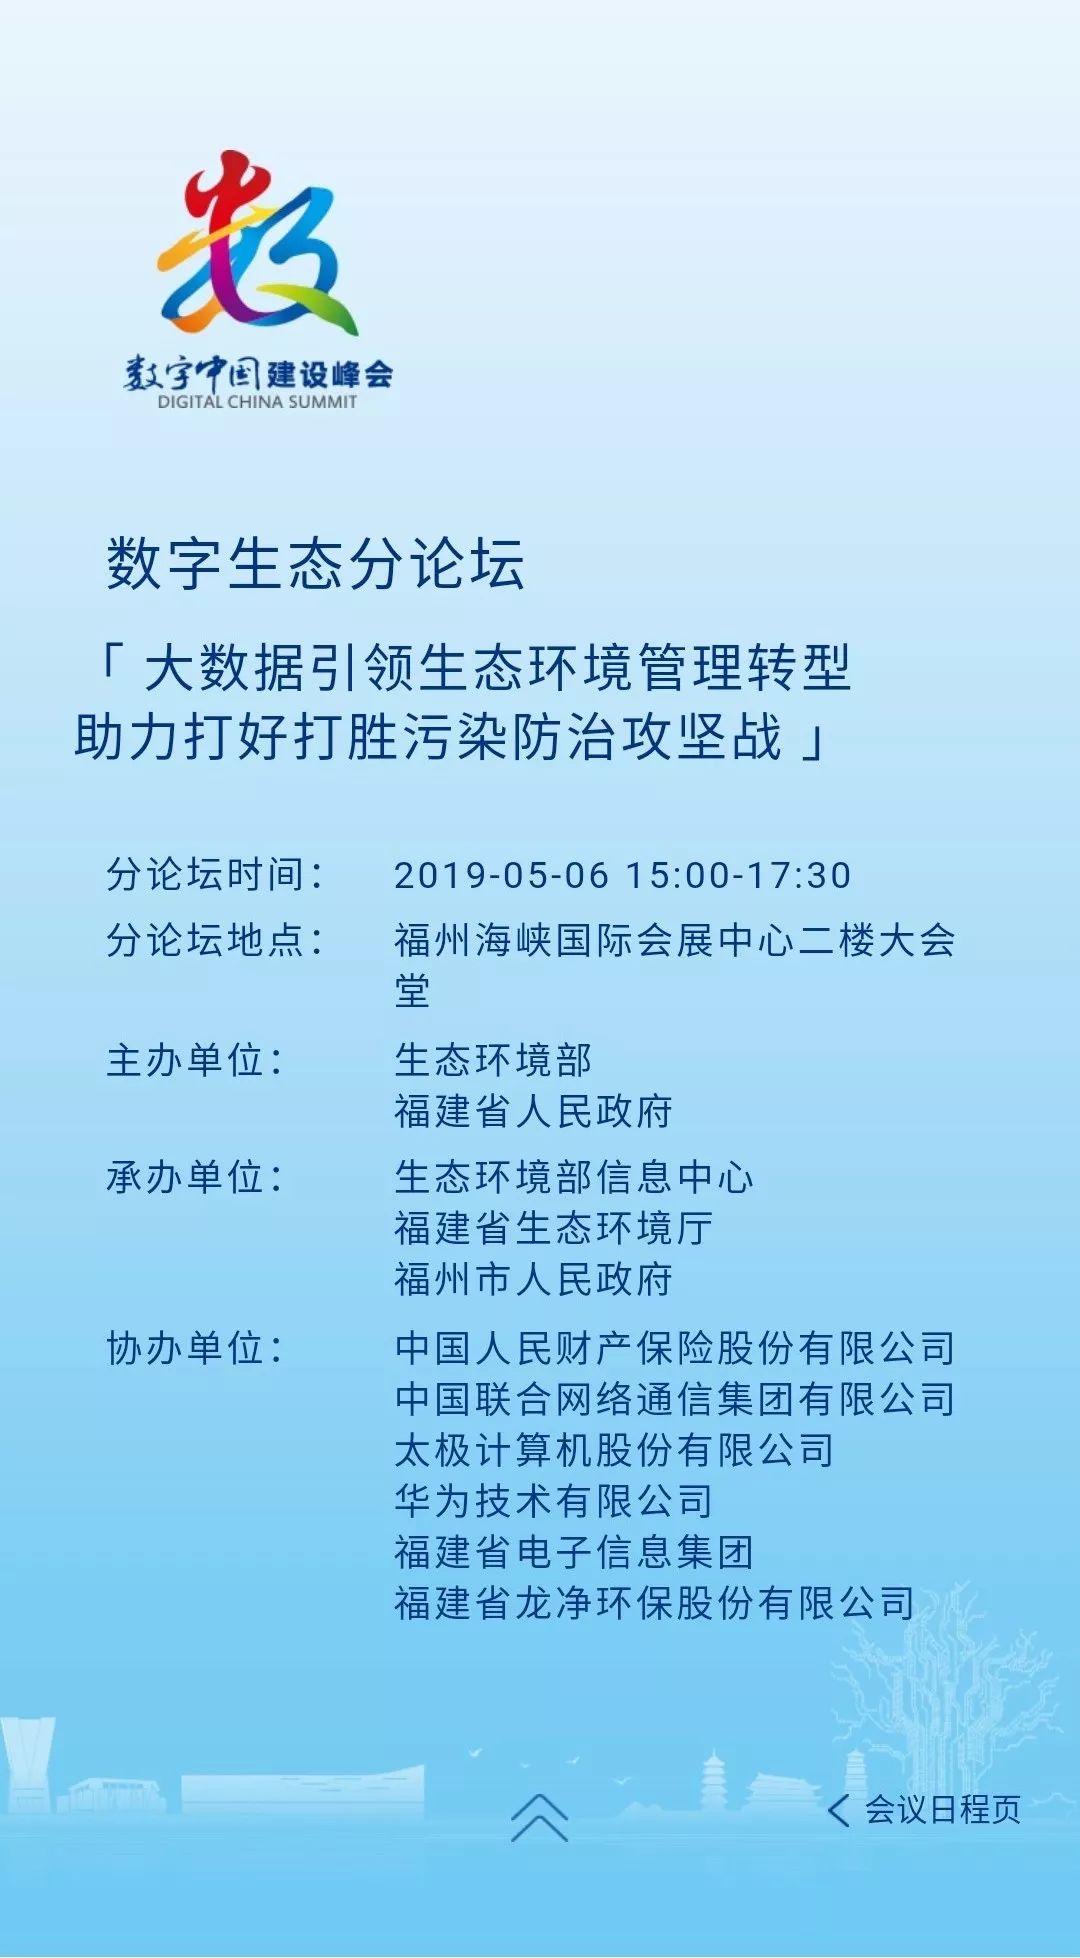 数
数字中国建设峰会
DIGITAL CHINA SUMMIT
数字生态分论坛
「 大数据引领生态环境管理转型
助力打好打胜污染防治攻坚战 」
分论坛时间： 2019-05-06 15:00-17:30
分论坛地点： 福州海峡国际会展中心二楼大会
堂
主办单位： 生态环境部
福建省人民政府
承办单位： 生态环境部信息中心
福建省生态环境厅
福州市人民政府
协办单位： 中国人民财产保险股份有限公司
中国联合网络通信集团有限公司
太极计算机股份有限公司
华为技术有限公司
福建省电子信息集团
福建省龙净环保股份有限公司
会议日程页